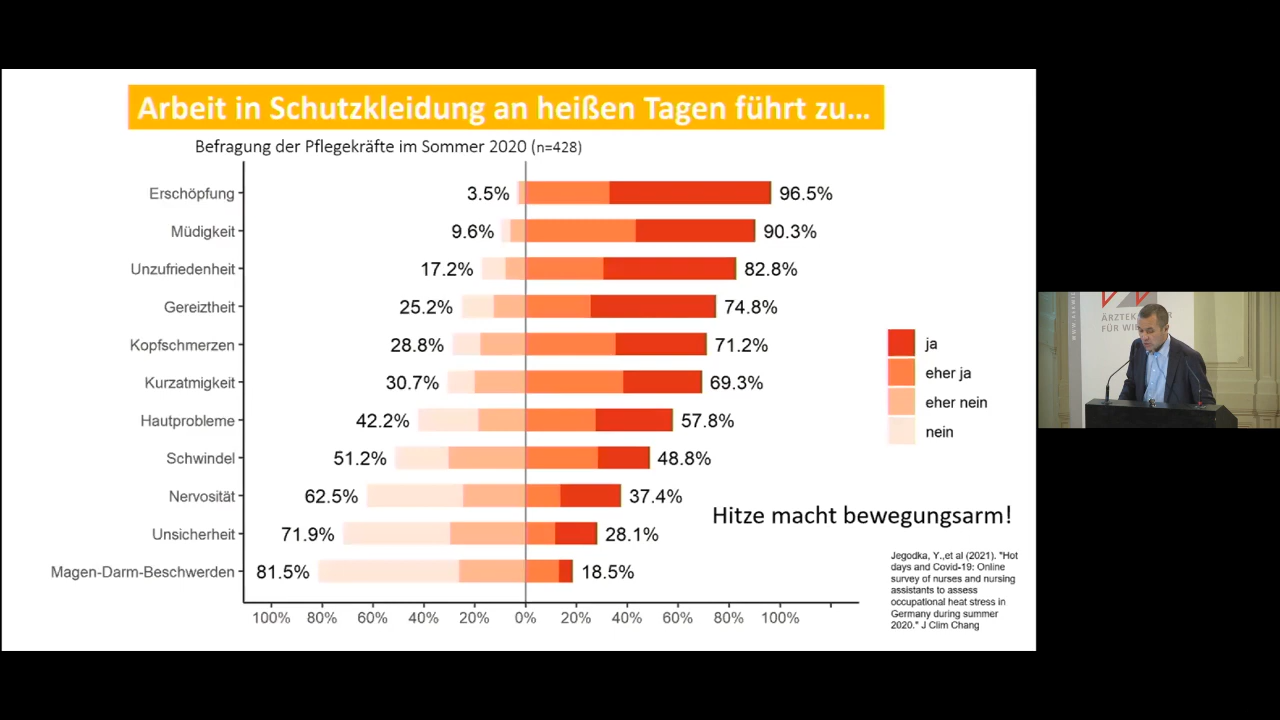 Arbeit in Schutzkleidung an heißen Tagen führt zu...
Befragung der Pflegekräfte im Sommer 2020 (n=428)
Erschöpfung 3.5% 96.5%
Müdigkeit 9.6% 90.3%
Unzufriedenheit 17.2% 82.8%
Gereiztheit 25.2% 74.8%
Kopfschmerzen 28.8% 71.2%
Kurzatmigkeit 30.7% 69.3%
Hautprobleme 42.2% 57.8%
Schwindel 51.2% 48.8%
Nervosität 62.5% 37.4%
Unsicherheit 71.9% 28.1%
Magen-Darm-Beschwerden 81.5% 18.5%
100% 80% 60% 40% 20% 0% 20% 40% 60% 80% 100%
ja
eher ja
eher nein
nein
Hitze macht bewegungsarm!
Jegodka, Y.,et al (2021). "Hot
days and Covid-19: Online
survey of nurses and nursing
assistants to assess
occupational heat stress in
Germany during summer
2020." J Clim Chang
FÜR